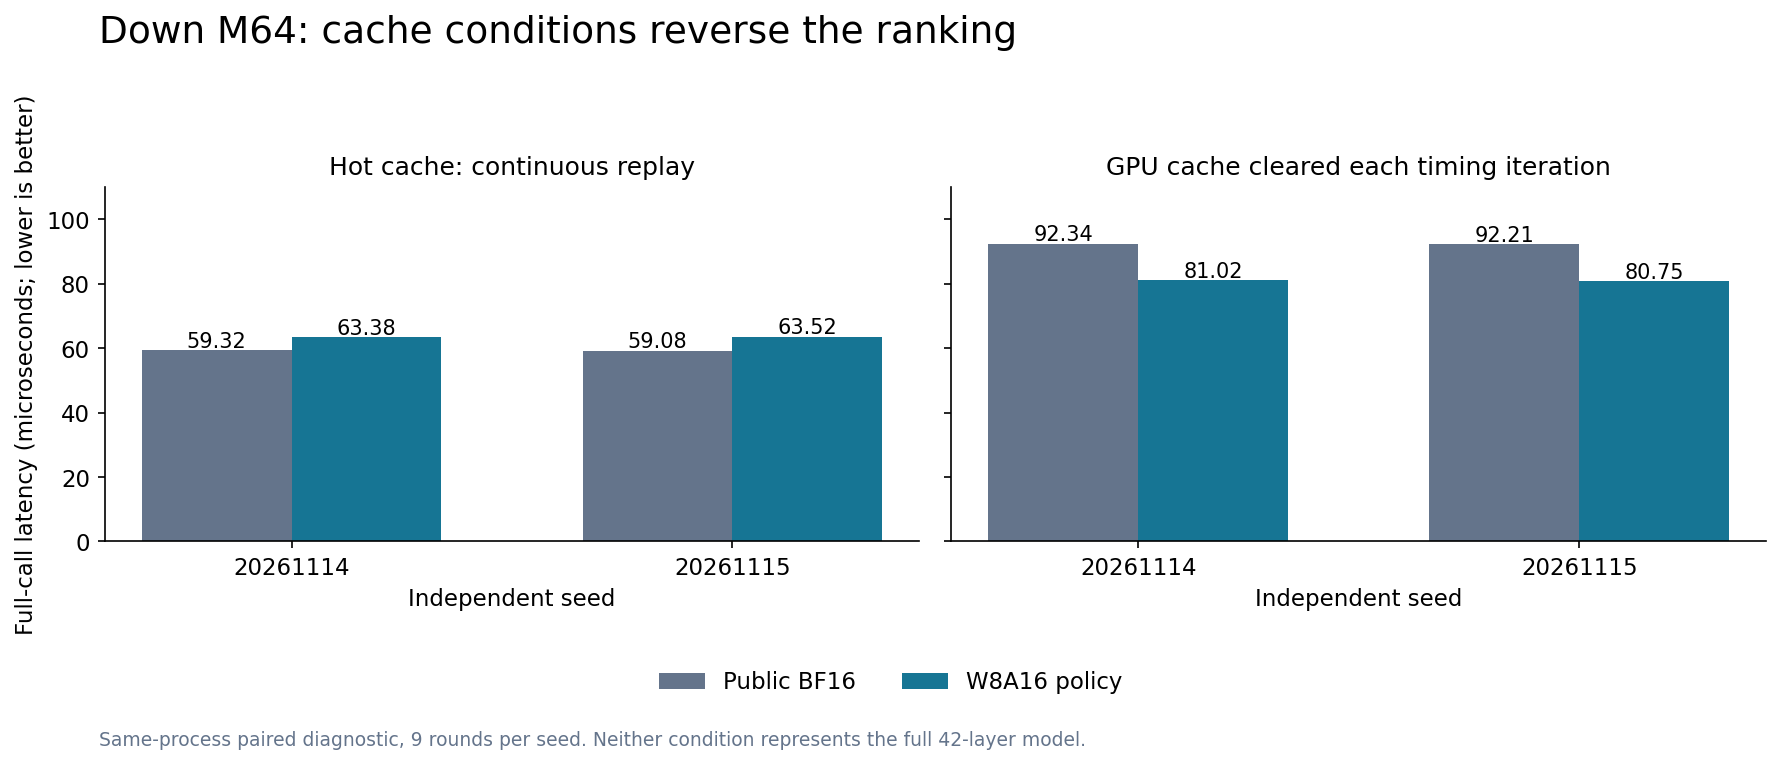 Down M64: cache conditions reverse the ranking
Full-call latency (microseconds; lower is better)
Hot cache: continuous replay
100
80
60
40
20
0
59.32
63.38
59.08
63.52
20261114
20261115
Independent seed
GPU cache cleared each timing iteration
92.34
81.02
92.21
80.75
20261114
20261115
Independent seed
Public BF16
W8A16 policy
Same-process paired diagnostic, 9 rounds per seed. Neither condition represents the full 42-layer model.